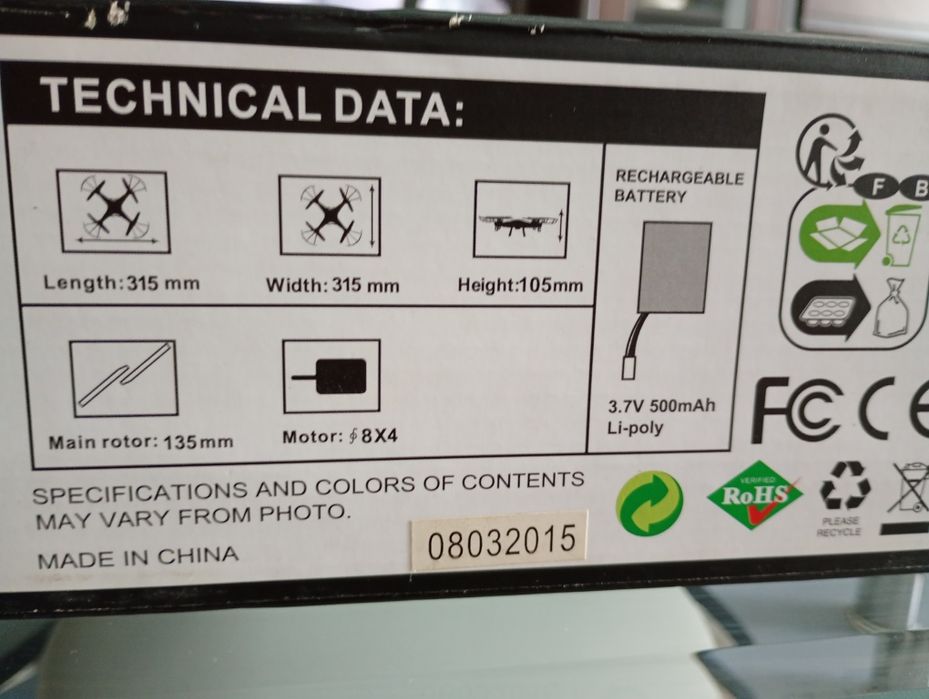 TECHNICAL DATA:
Length:315 mm
Width: 315 mm
Height:105mm
Main rotor: 135mm
Motor: ∮8X4
RECHARGEABLE
BATTERY
3.7V 500mAh
Li-poly
F B
FC CE
VERIFIED
RoHS
PLEASE
RECYCLE
SPECIFICATIONS AND COLORS OF CONTENTS
MAY VARY FROM PHOTO.
MADE IN CHINA
08032015